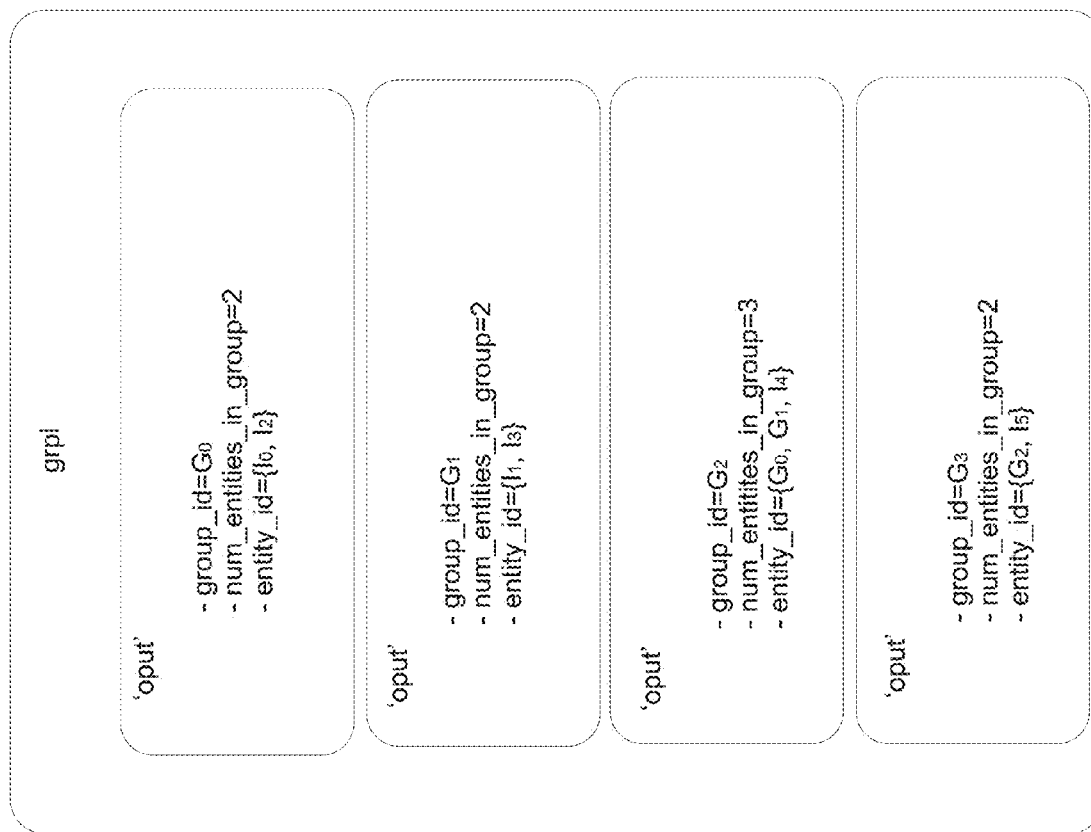 grpl
'oput'
- group_id=G0
- num_entities_in_group=2
- entity_id={I0, I2}
'oput'
- group_id=G1
- num_entities_in_group=2
- entity_id={I1, I3}
'oput'
- group_id=G2
- num_entitites_in_group=3
- entity_id={G0, G1, I4}
'oput'
- group_id=G3
- num_entities_in_group=2
- entity_id={G2, I5}